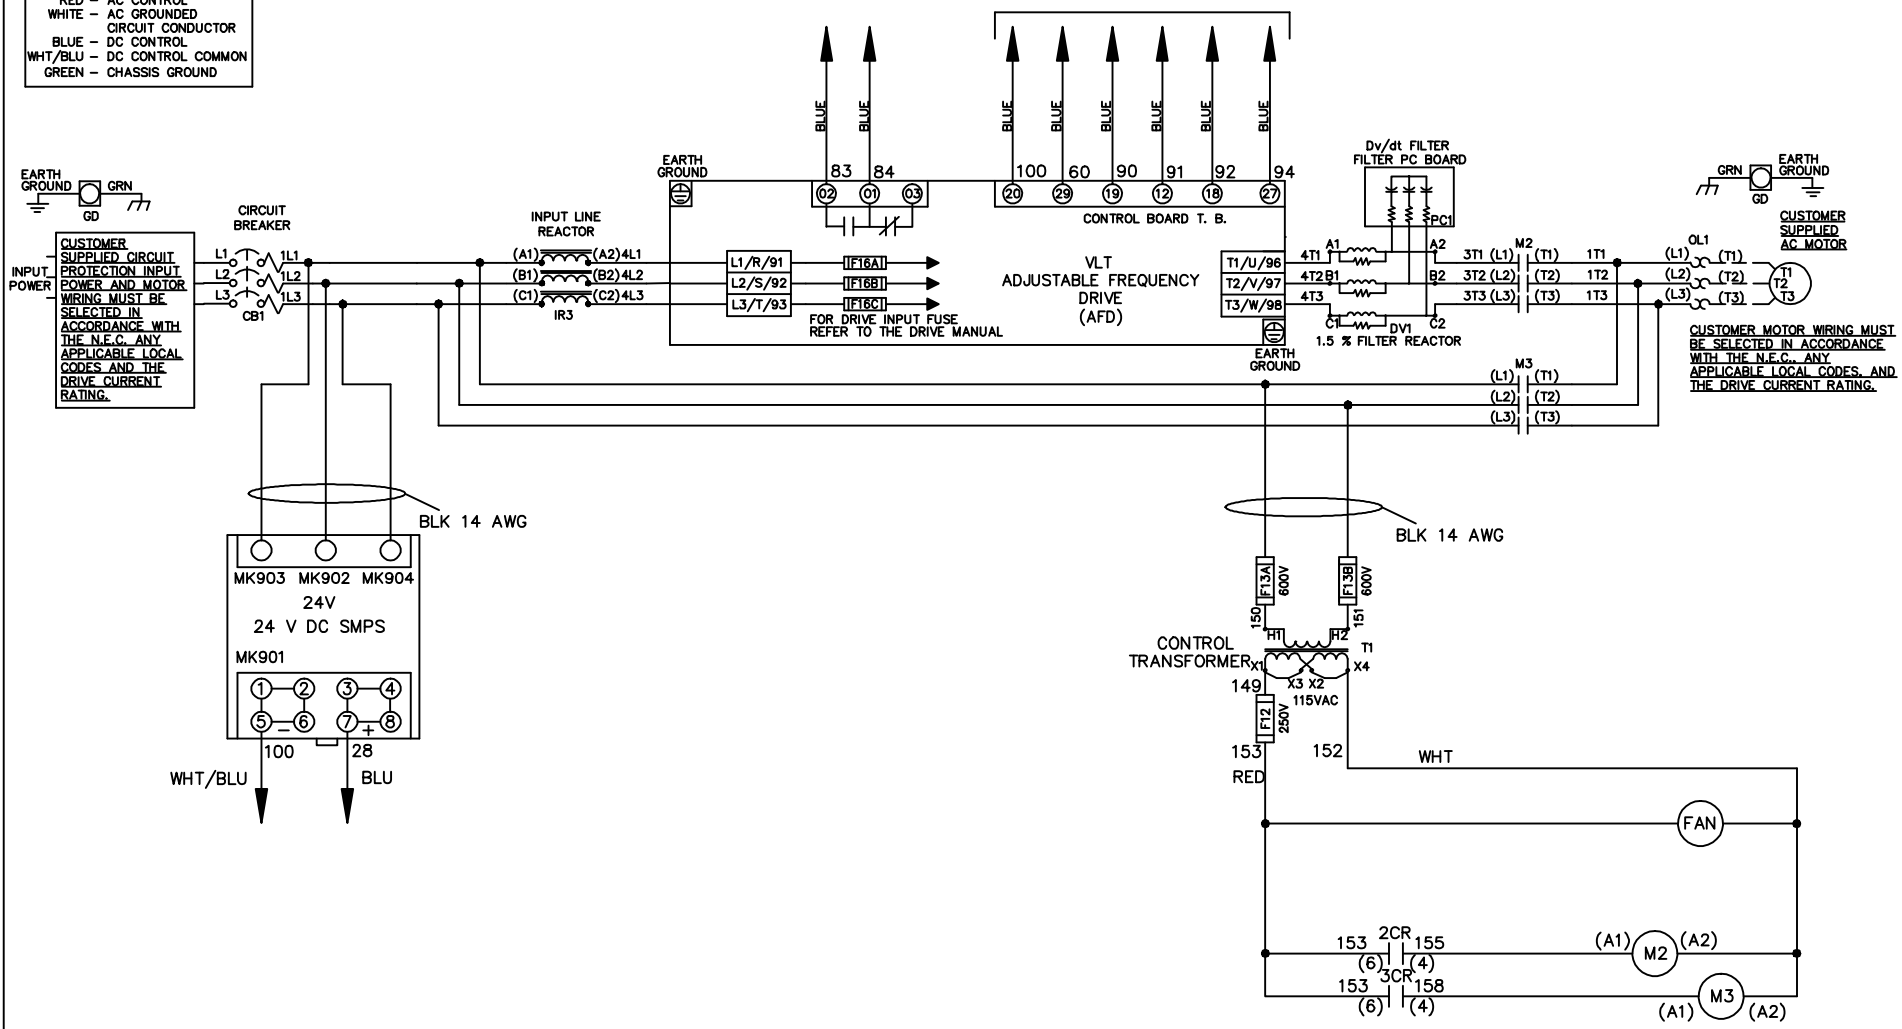 RED – AC CONTROL
WHITE – AC GROUNDED
CIRCUIT CONDUCTOR
BLUE – DC CONTROL
WHT/BLU – DC CONTROL COMMON
GREEN – CHASSIS GROUND
BLUE
BLUE
BLUE
BLUE
BLUE
BLUE
BLUE
BLUE
EARTH
GROUND
GRN
GD
CIRCUIT
BREAKER
INPUT LINE
REACTOR
EARTH
GROUND
83 84
02 01 03
100 60 90 91 92 94
20 29 19 12 18 27
CONTROL BOARD T. B.
Dv/dt FILTER
FILTER PC BOARD
PC1
GRN
EARTH
GROUND
GD
CUSTOMER
SUPPLIED
AC MOTOR
INPUT
POWER
CUSTOMER
SUPPLIED CIRCUIT
PROTECTION INPUT
POWER AND MOTOR
WIRING MUST BE
SELECTED IN
ACCORDANCE WITH
THE N.E.C. ANY
APPLICABLE LOCAL
CODES AND THE
DRIVE CURRENT
RATING.
L1 1L1
L2 1L2
L3 1L3
CB1
(A1) (A2) 4L1
(B1) (B2) 4L2
(C1) (C2) 4L3
IR3
L1/R/91 F16A
L2/S/92 F16B
L3/T/93 F16C
FOR DRIVE INPUT FUSE
REFER TO THE DRIVE MANUAL
VLT
ADJUSTABLE FREQUENCY
DRIVE
(AFD)
T1/U/96 4T1 A1 A2
T2/V/97 4T2 B1 B2
T3/W/98 4T3 C1 C2
DV1
1.5 % FILTER REACTOR
EARTH
GROUND
M2
3T1 (L1) (T1) 1T1
3T2 (L2) (T2) 1T2
3T3 (L3) (T3) 1T3
OL1
(L1) (T1)
(L2) (T2)
(L3) (T3)
T1
T2
T3
CUSTOMER MOTOR WIRING MUST
BE SELECTED IN ACCORDANCE
WITH THE N.E.C., ANY
APPLICABLE LOCAL CODES, AND
THE DRIVE CURRENT RATING.
M3
(L1) (T1)
(L2) (T2)
(L3) (T3)
BLK 14 AWG
BLK 14 AWG
MK903 MK902 MK904
24V
24 V DC SMPS
MK901
1 2 3 4
5 6 7 8
– +
100 28
WHT/BLU BLU
F13A 600V
F13B 600V
150 151
H1 H2
T1
CONTROL
TRANSFORMER
X1 X4
X3 X2
149 115VAC
F12 250V
153 152
RED WHT
FAN
2CR
153 155 (A1) M2 (A2)
(6) (4)
3CR
153 158 M3
(6) (4) (A1) (A2)